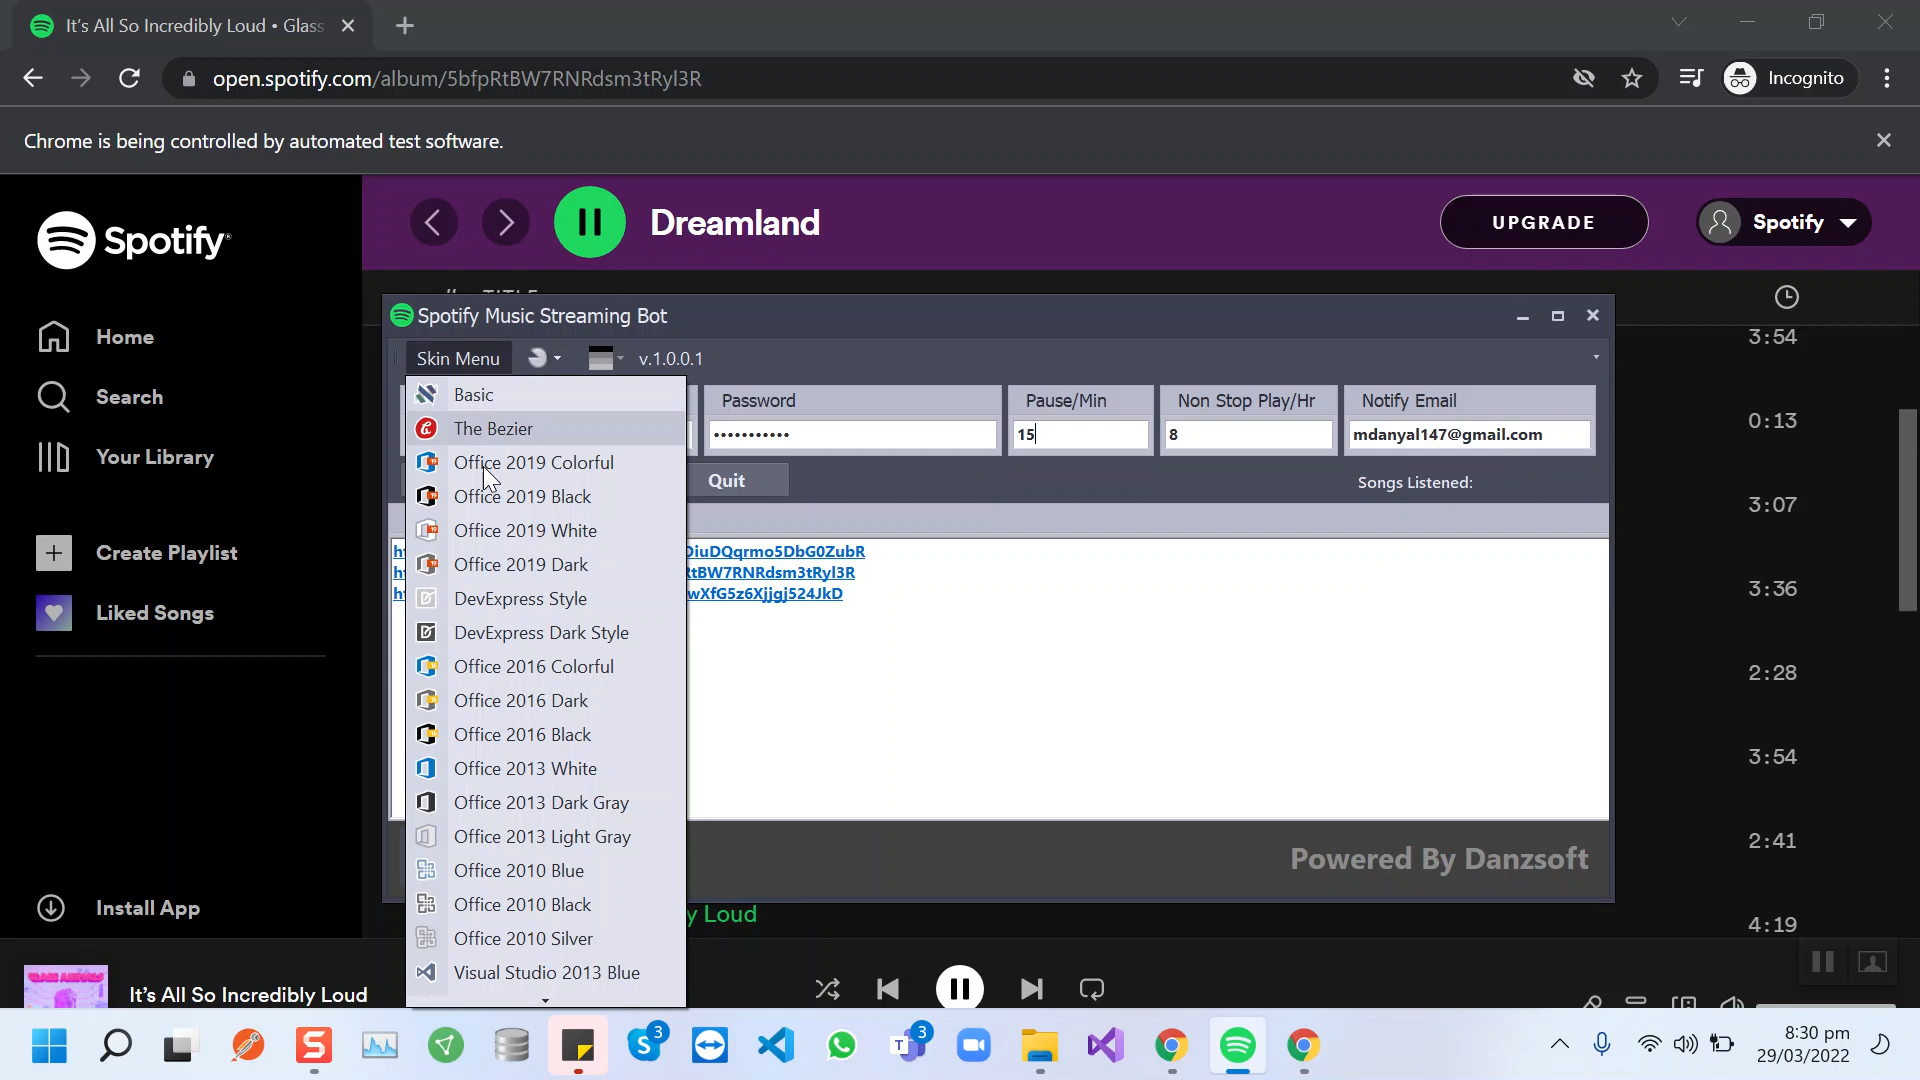 It's All So Incredibly Loud • Glass
open.spotify.com/album/5bfpRtBW7RNRdsm3tRyl3R
Incognito
Chrome is being controlled by automated test software.
Spotify
Home
Search
Your Library
Create Playlist
Liked Songs
Install App
Dreamland
UPGRADE
Spotify
# TITLE
Spotify Music Streaming Bot
Skin Menu
v.1.0.0.1
Basic
The Bezier
Office 2019 Colorful
Office 2019 Black
Office 2019 White
Office 2019 Dark
DevExpress Style
DevExpress Dark Style
Office 2016 Colorful
Office 2016 Dark
Office 2016 Black
Office 2013 White
Office 2013 Dark Gray
Office 2013 Light Gray
Office 2010 Blue
Office 2010 Black
Office 2010 Silver
Visual Studio 2013 Blue
Password
•••••••••••
Pause/Min
15
Non Stop Play/Hr
8
Notify Email
mdanyal147@gmail.com
Quit
Songs Listened:
DiuDQqrmo5DbG0ZubR
RtBW7RNRdsm3tRyl3R
wXfG5z6Xjjgj524JkD
Powered By Danzsoft
y Loud
3:54
0:13
3:07
3:36
2:28
3:54
2:41
4:19
It's All So Incredibly Loud
3
3
8:30 pm
29/03/2022